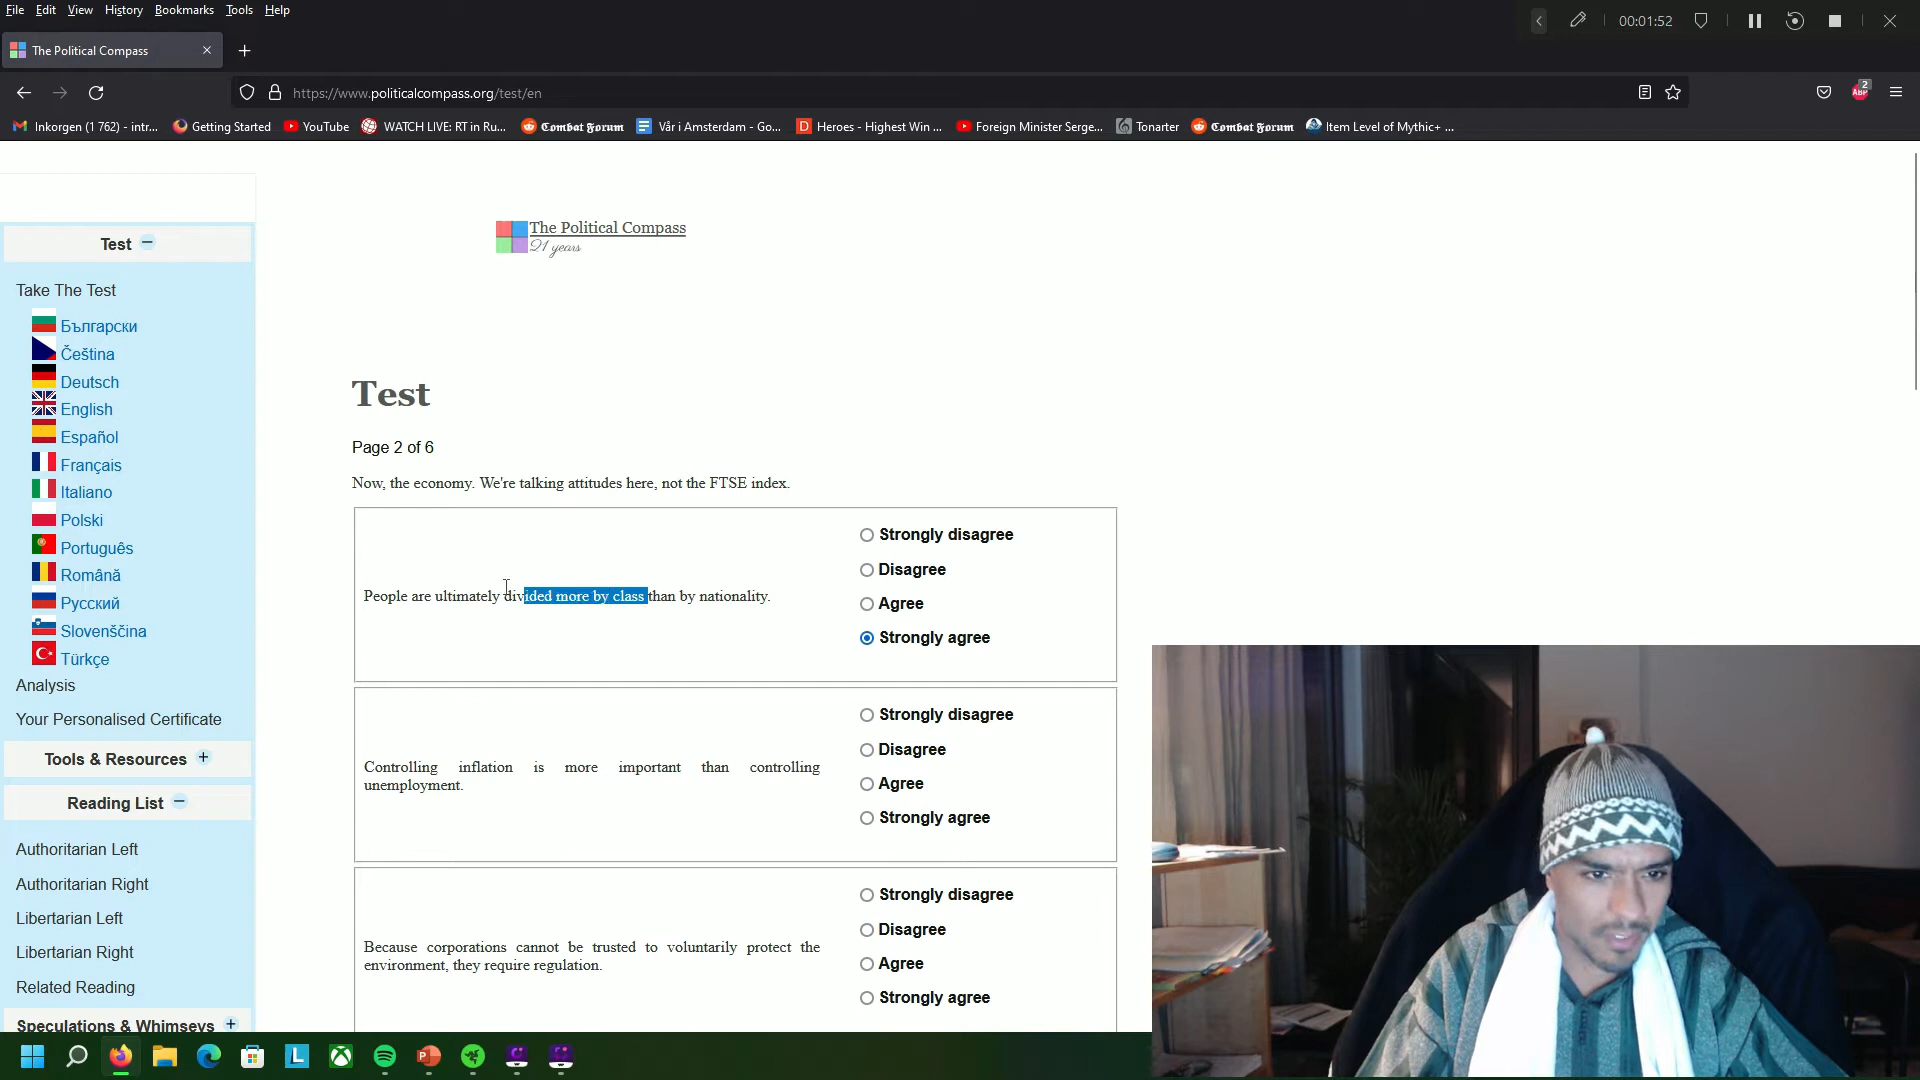 File Edit View History Bookmarks Tools Help
00:01:52
The Political Compass
https://www.politicalcompass.org/test/en
2
ABP
Inkorgen (1 762) - intr... Getting Started YouTube WATCH LIVE: RT in Ru... Combat Forum Vår i Amsterdam - Go... Heroes - Highest Win ... Foreign Minister Serge... Tonarter Combat Forum Item Level of Mythic+ ...
The Political Compass
21 years
Test
Take The Test
Български
Čeština
Deutsch
English
Español
Français
Italiano
Polski
Português
Română
Русский
Slovenščina
Türkçe
Analysis
Your Personalised Certificate
Tools & Resources
Reading List
Authoritarian Left
Authoritarian Right
Libertarian Left
Libertarian Right
Related Reading
Speculations & Whimseys
Test
Page 2 of 6
Now, the economy. We're talking attitudes here, not the FTSE index.
People are ultimately divided more by class than by nationality.
Strongly disagree
Disagree
Agree
Strongly agree
Controlling inflation is more important than controlling
unemployment.
Strongly disagree
Disagree
Agree
Strongly agree
Because corporations cannot be trusted to voluntarily protect the
environment, they require regulation.
Strongly disagree
Disagree
Agree
Strongly agree